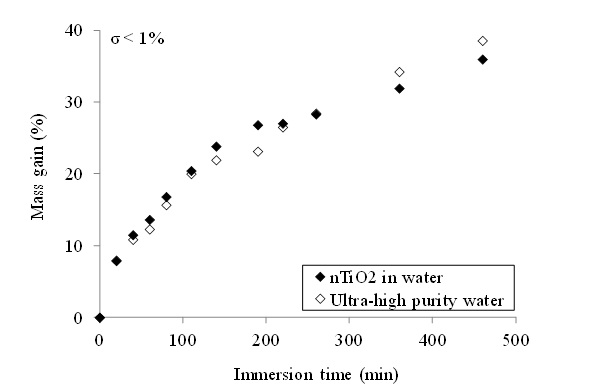 40
σ < 1%
30
20
10
0
Mass gain (%)
nTiO2 in water
Ultra-high purity water
0 100 200 300 400 500
Immersion time (min)